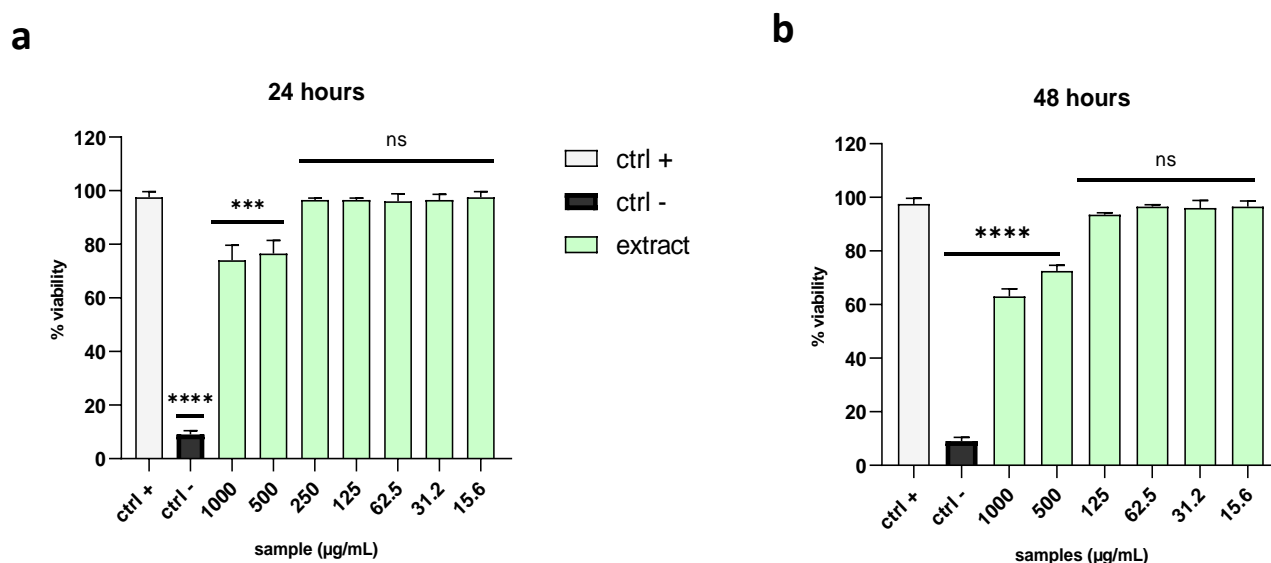 a
24 hours
120
100
80
60
40
20
0
% viability
ns
***
****
ctrl +
ctrl -
1000
500
250
125
62.5
31.2
15.6
sample (µg/mL)
ctrl +
ctrl -
extract
b
48 hours
120
100
80
60
40
20
0
% viability
ns
****
ctrl +
ctrl -
1000
500
125
62.5
31.2
15.6
samples (µg/mL)